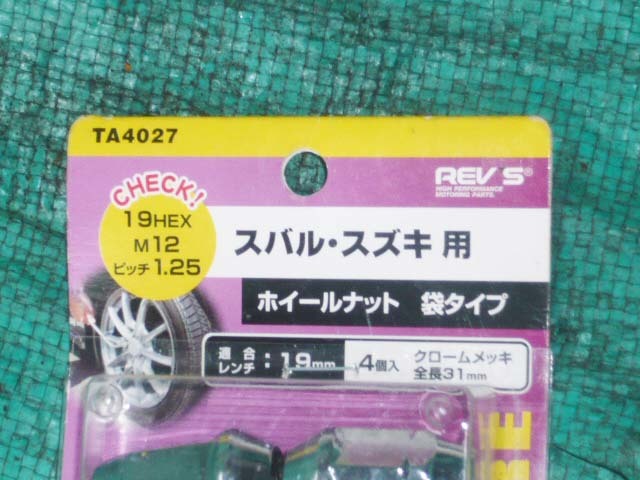 TA4027
REV'S®
HIGH PERFORMANCE
MOTORING PARTS.
CHECK!
19HEX
M12
ピッチ1.25
スバル・スズキ 用
ホイールナット 袋タイプ
適合レンチ:19mm
4個入
クロームメッキ
全長31mm